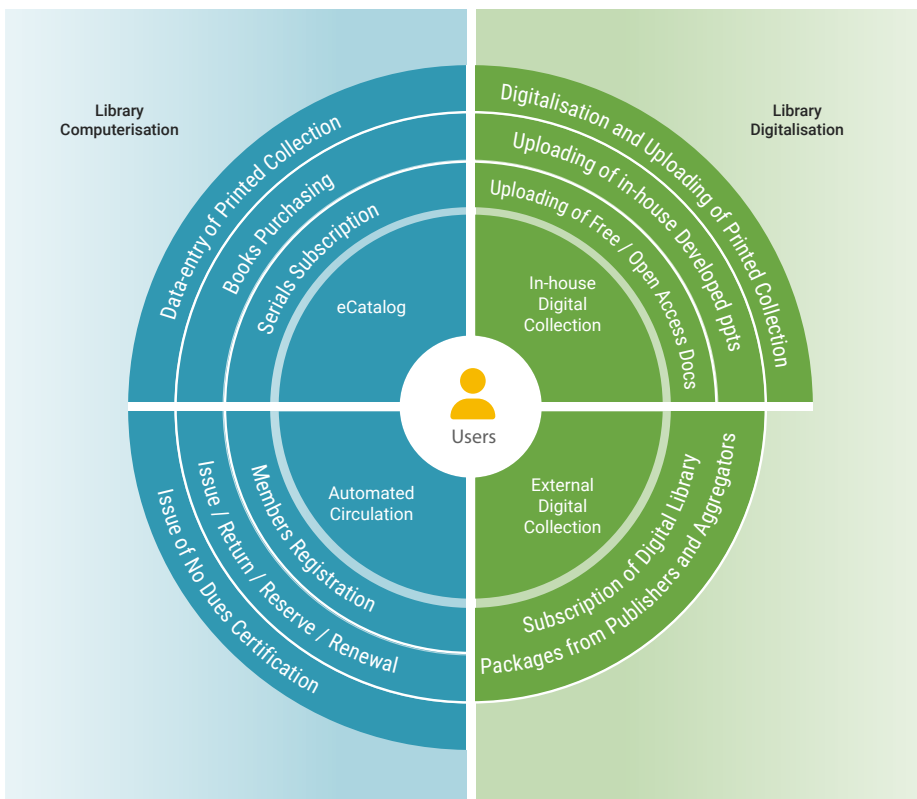 Library
Computerisation
Library
Digitalisation
Data-entry of Printed Collection
Books Purchasing
Serials Subscription
eCatalog
Digitalisation and Uploading of Printed Collection
Uploading of in-house Developed ppts
Uploading of Free / Open Access Docs
In-house
Digital
Collection
Users
Automated
Circulation
Members Registration
Issue / Return / Reserve / Renewal
Issue of No Dues Certification
External
Digital
Collection
Subscription of Digital Library
Packages from Publishers and Aggregators